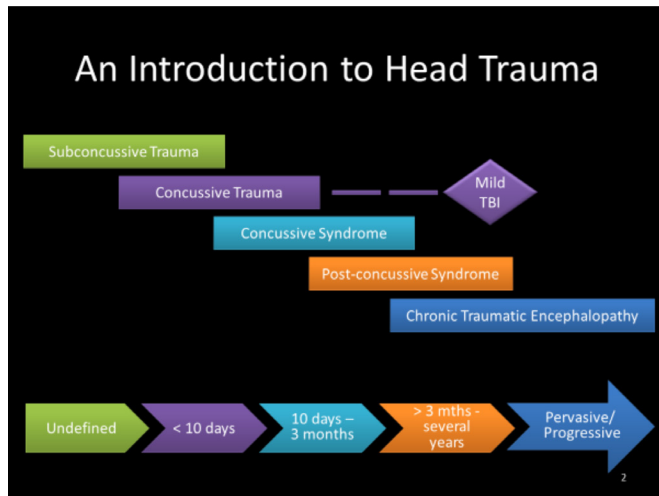 An Introduction to Head Trauma
Subconcussive Trauma
Concussive Trauma
Mild
TBI
Concussive Syndrome
Post-concussive Syndrome
Chronic Traumatic Encephalopathy
Undefined
< 10 days
10 days –
3 months
> 3 mths -
several
years
Pervasive/
Progressive
2